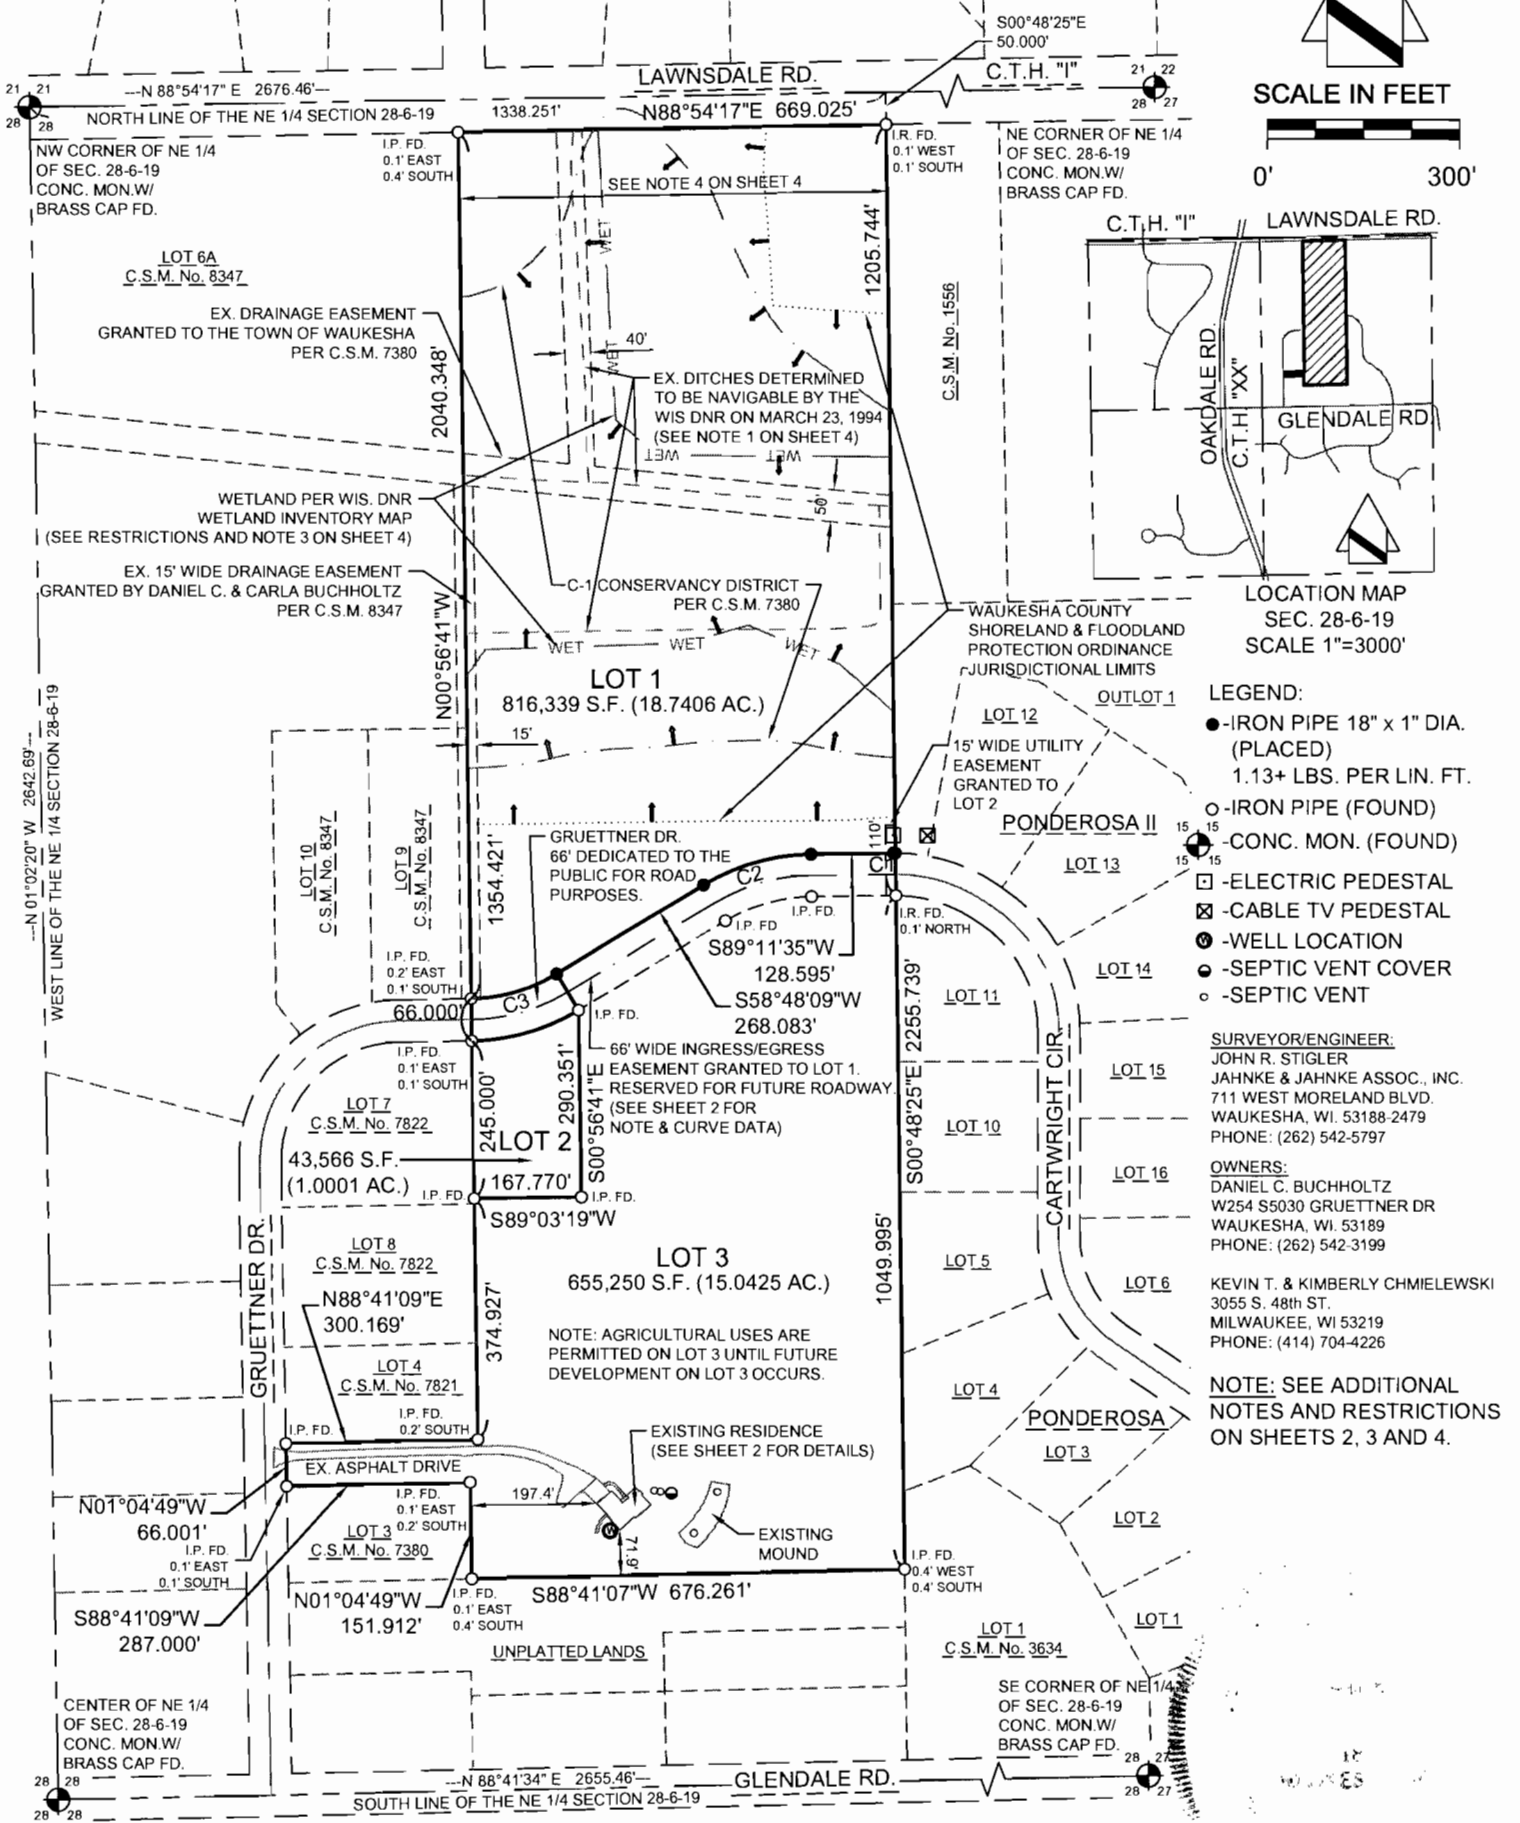 S00°48'25"E
50.000'
LAWNSDALE RD.
C.T.H. "I"
21 21
28 28
---N 88°54'17" E 2676.46'---
NORTH LINE OF THE NE 1/4 SECTION 28-6-19
1338.251'
N88°54'17"E 669.025'
21 22
28 27
SCALE IN FEET
0' 300'
NW CORNER OF NE 1/4
OF SEC. 28-6-19
CONC. MON.W/
BRASS CAP FD.
I.P. FD.
0.1' EAST
0.4' SOUTH
I.R. FD.
0.1' WEST
0.1' SOUTH
NE CORNER OF NE 1/4
OF SEC. 28-6-19
CONC. MON.W/
BRASS CAP FD.
SEE NOTE 4 ON SHEET 4
C.T.H. "I"
LAWNSDALE RD.
OAKDALE RD.
C.T.H. "XX"
GLENDALE RD.
LOCATION MAP
SEC. 28-6-19
SCALE 1"=3000'
LOT 6A
C.S.M. No. 8347
EX. DRAINAGE EASEMENT
GRANTED TO THE TOWN OF WAUKESHA
PER C.S.M. 7380
WET
WET
40'
1205.744'
C.S.M. No. 1556
2040.348'
EX. DITCHES DETERMINED
TO BE NAVIGABLE BY THE
WIS DNR ON MARCH 23, 1994
(SEE NOTE 1 ON SHEET 4)
WET
WET
50'
WETLAND PER WIS. DNR
WETLAND INVENTORY MAP
(SEE RESTRICTIONS AND NOTE 3 ON SHEET 4)
EX. 15' WIDE DRAINAGE EASEMENT
GRANTED BY DANIEL C. & CARLA BUCHHOLTZ
PER C.S.M. 8347
C-1 CONSERVANCY DISTRICT
PER C.S.M. 7380
WAUKESHA COUNTY
SHORELAND & FLOODLAND
PROTECTION ORDINANCE
JURISDICTIONAL LIMITS
N00°56'41"W
WET
WET
WET
LOT 1
816,339 S.F. (18.7406 AC.)
15'
---N 01°02'20" W 2642.69'---
WEST LINE OF THE NE 1/4 SECTION 28-6-19
LOT 12
OUTLOT 1
15' WIDE UTILITY
EASEMENT
GRANTED TO
LOT 2
PONDEROSA II
LOT 13
LEGEND:
-IRON PIPE 18" x 1" DIA.
(PLACED)
1.13+ LBS. PER LIN. FT.
-IRON PIPE (FOUND)
15 15
15 15
-CONC. MON. (FOUND)
-ELECTRIC PEDESTAL
-CABLE TV PEDESTAL
W -WELL LOCATION
-SEPTIC VENT COVER
-SEPTIC VENT
LOT 10
C.S.M. No. 8347
LOT 9
C.S.M. No. 8347
1354.421'
GRUETTNER DR.
66' DEDICATED TO THE
PUBLIC FOR ROAD
PURPOSES.
110'
C1
C2
C3
I.P. FD.
I.P. FD
I.R. FD.
0.1' NORTH
S89°11'35"W
128.595'
S58°48'09"W
268.083'
I.P. FD.
0.2' EAST
0.1' SOUTH
66.000'
I.P. FD.
I.P. FD.
0.1' EAST
0.1' SOUTH
66' WIDE INGRESS/EGRESS
EASEMENT GRANTED TO LOT 1.
RESERVED FOR FUTURE ROADWAY.
(SEE SHEET 2 FOR
NOTE & CURVE DATA)
LOT 7
C.S.M. No. 7822
245.000'
290.351'
S00°56'41"E
LOT 2
43,566 S.F.
(1.0001 AC.)
I.P. FD.
167.770'
I.P. FD.
S89°03'19"W
S00°48'25"E 2255.739'
LOT 11
LOT 14
LOT 15
LOT 10
LOT 16
CARTWRIGHT CIR.
LOT 5
LOT 6
SURVEYOR/ENGINEER:
JOHN R. STIGLER
JAHNKE & JAHNKE ASSOC., INC.
711 WEST MORELAND BLVD.
WAUKESHA, WI. 53188-2479
PHONE: (262) 542-5797
OWNERS:
DANIEL C. BUCHHOLTZ
W254 S5030 GRUETTNER DR
WAUKESHA, WI. 53189
PHONE: (262) 542-3199
KEVIN T. & KIMBERLY CHMIELEWSKI
3055 S. 48th ST.
MILWAUKEE, WI 53219
PHONE: (414) 704-4226
NOTE: SEE ADDITIONAL
NOTES AND RESTRICTIONS
ON SHEETS 2, 3 AND 4.
GRUETTNER DR.
LOT 8
C.S.M. No. 7822
N88°41'09"E
300.169'
374.927'
LOT 3
655,250 S.F. (15.0425 AC.)
1049.995'
NOTE: AGRICULTURAL USES ARE
PERMITTED ON LOT 3 UNTIL FUTURE
DEVELOPMENT ON LOT 3 OCCURS.
LOT 4
C.S.M. No. 7821
I.P. FD.
I.P. FD.
0.2' SOUTH
EX. ASPHALT DRIVE
EXISTING RESIDENCE
(SEE SHEET 2 FOR DETAILS)
LOT 4
PONDEROSA
LOT 3
LOT 2
LOT 1
N01°04'49"W
66.001'
I.P. FD.
0.1' EAST
0.1' SOUTH
I.P. FD.
0.1' EAST
0.2' SOUTH
LOT 3
C.S.M. No. 7380
197.4'
W
71.9'
EXISTING
MOUND
S88°41'09"W
287.000'
N01°04'49"W
151.912'
I.P. FD.
0.1' EAST
0.4' SOUTH
S88°41'07"W 676.261'
I.P. FD.
0.4' WEST
0.4' SOUTH
UNPLATTED LANDS
LOT 1
C.S.M. No. 3634
CENTER OF NE 1/4
OF SEC. 28-6-19
CONC. MON.W/
BRASS CAP FD.
SE CORNER OF NE 1/4
OF SEC. 28-6-19
CONC. MON.W/
BRASS CAP FD.
28 28
28 28
---N 88°41'34" E 2655.46'---
GLENDALE RD.
SOUTH LINE OF THE NE 1/4 SECTION 28-6-19
28 27
28 27